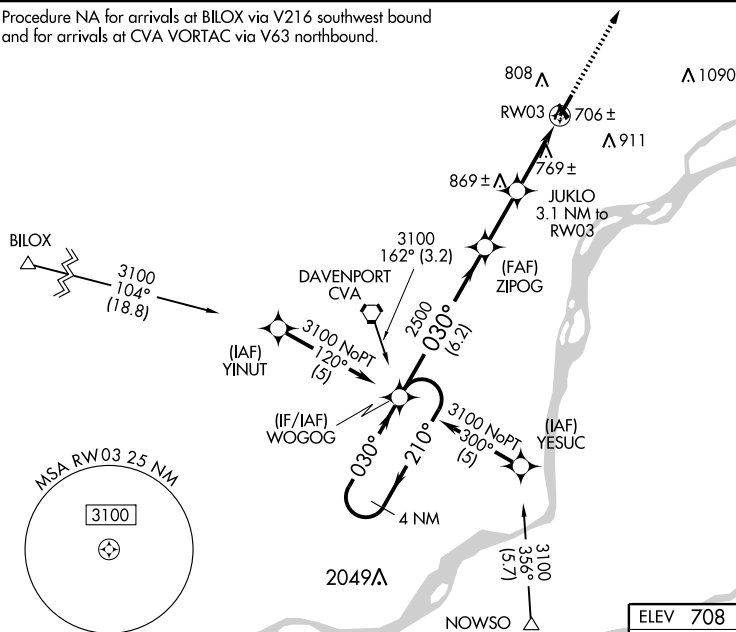 Procedure NA for arrivals at BILOX via V216 southwest bound
and for arrivals at CVA VORTAC via V63 northbound.
808
1090
RW03
706±
911
769±
869±
JUKLO
3.1 NM to
RW03
BILOX
3100
104°
(18.8)
3100
162° (3.2)
DAVENPORT
CVA
(FAF)
ZIPOG
2500
030°
(6.2)
(IAF)
YINUT
3100 NoPT
120°
(5)
(IF/IAF)
WOGOG
3100 NoPT
300°
(5)
(IAF)
YESUC
030°
210°
4 NM
MSA RW03 25 NM
3100
2049
3100
356°
(5.7)
NOWSO
ELEV 708